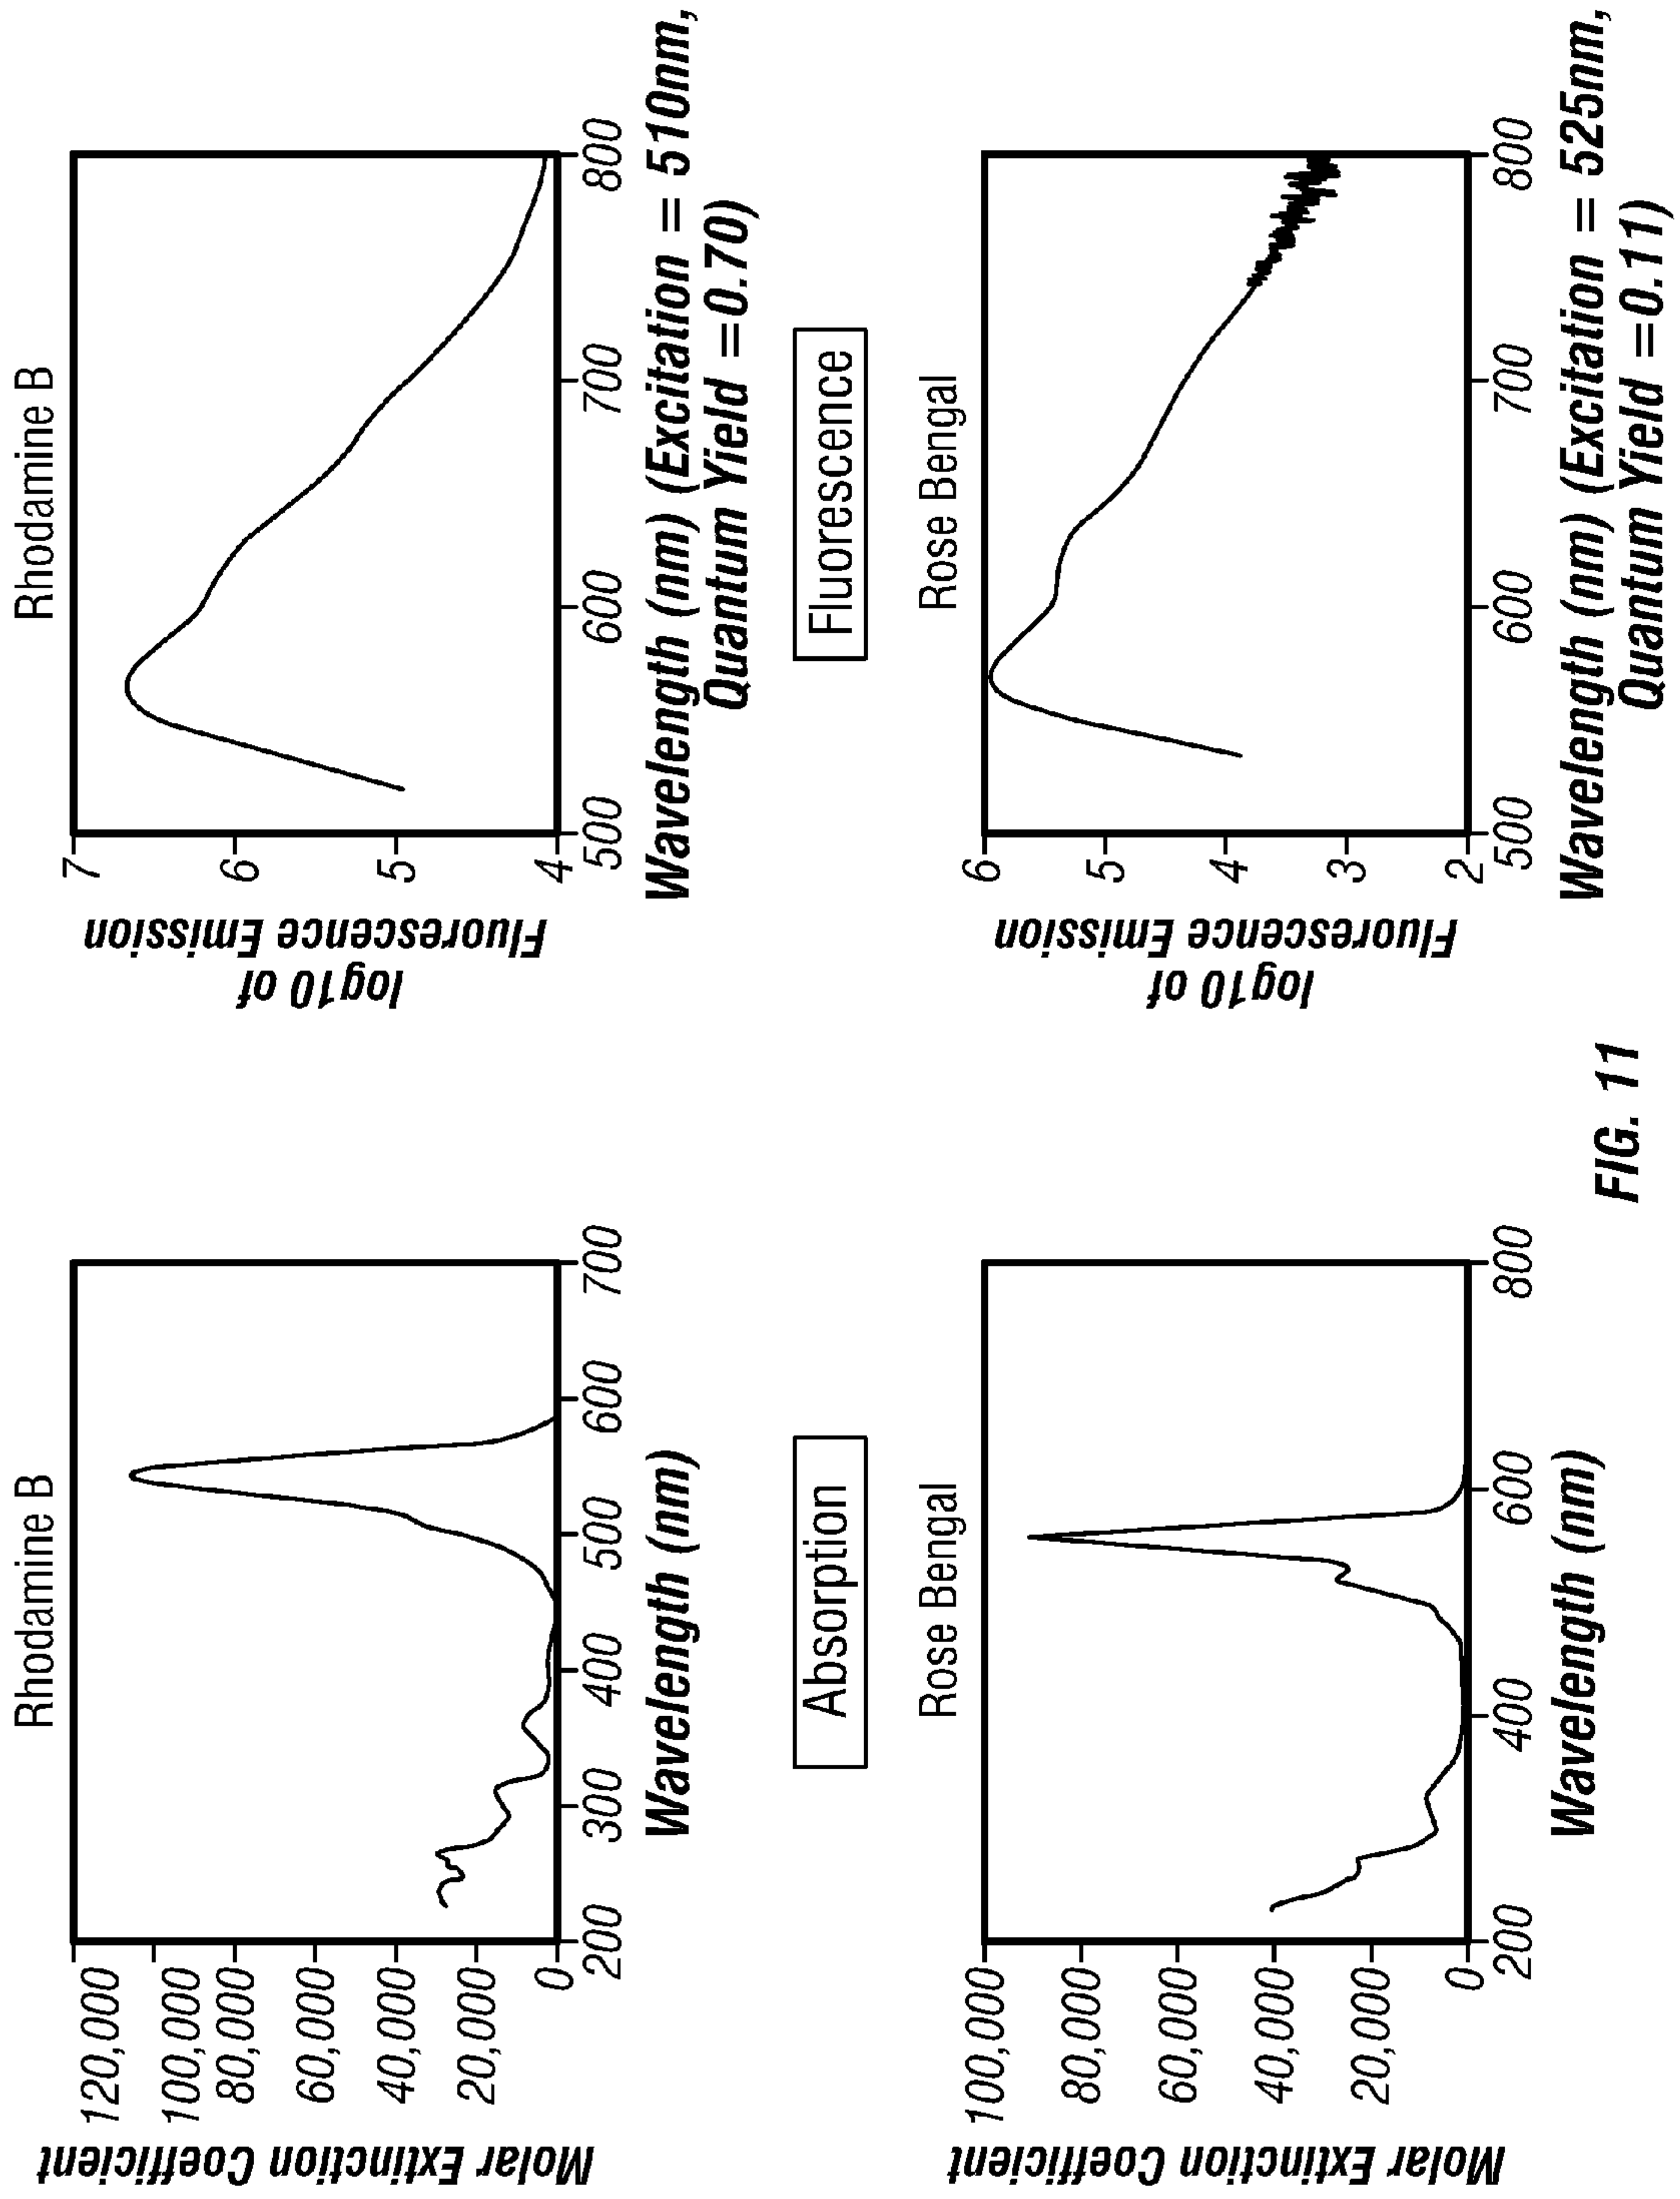 Rhodamine B
Molar Extinction
Coefficient
120,000
100,000
80,000
60,000
40,000
20,000
0
200 300 400 500 600 700
Wavelength (nm)
Rhodamine B
log10 of
Fluorescence Emission
7
6
5
4
500 600 700 800
Wavelength (nm) (Excitation = 510nm,
Quantum Yield =0.70)
Absorption
Fluorescence
Rose Bengal
Molar Extinction
Coefficient
100,000
80,000
40,000
20,000
0
200 400 600 800
Wavelength (nm)
Rose Bengal
log10 of
Fluorescence Emission
6
5
4
3
2
500 600 700 800
Wavelength (nm) (Excitation = 525nm,
Quantum Yield =0.11)
FIG. 11